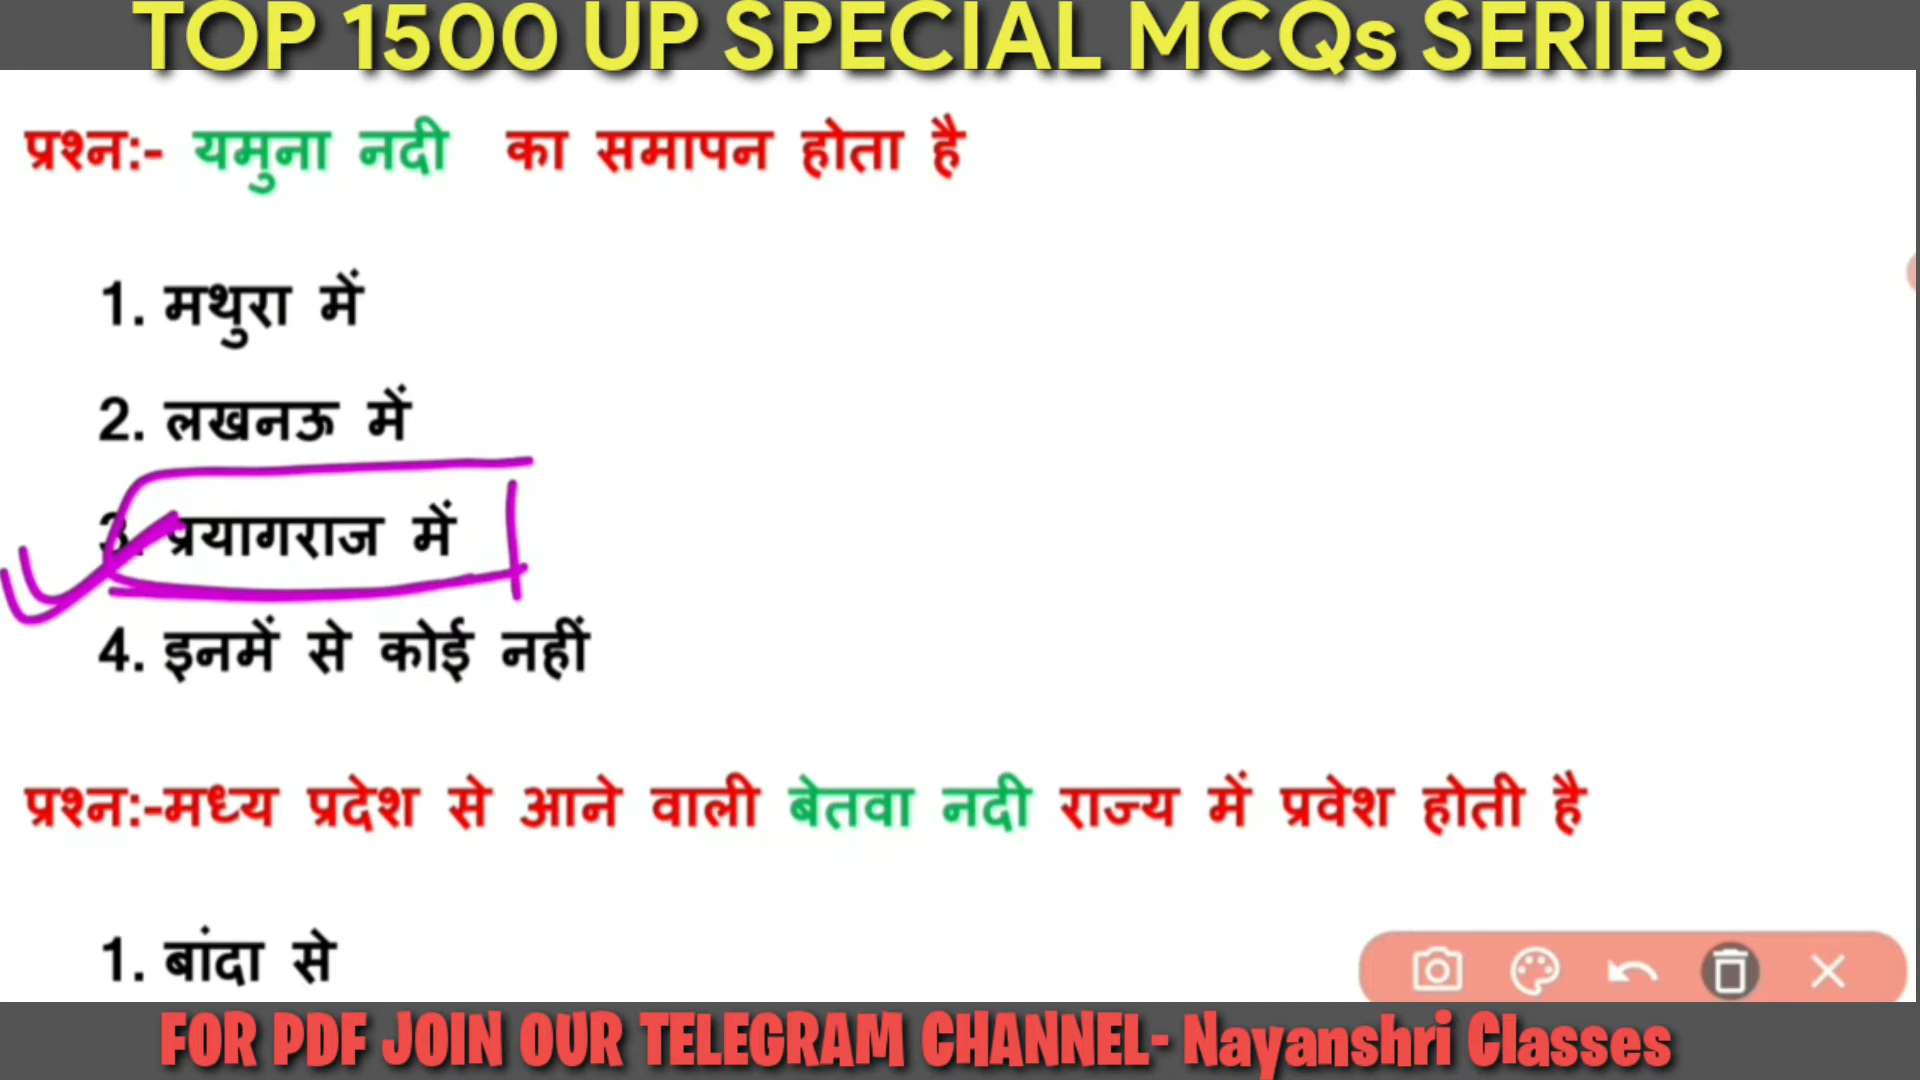 TOP 1500 UP SPECIAL MCQs SERIES
प्रश्न:- यमुना नदी का समापन होता है
1. मथुरा में
2. लखनऊ में
3. प्रयागराज में
4. इनमें से कोई नहीं
प्रश्न:-मध्य प्रदेश से आने वाली बेतवा नदी राज्य में प्रवेश होती है
1. बांदा से
FOR PDF JOIN OUR TELEGRAM CHANNEL- Nayanshri Classes